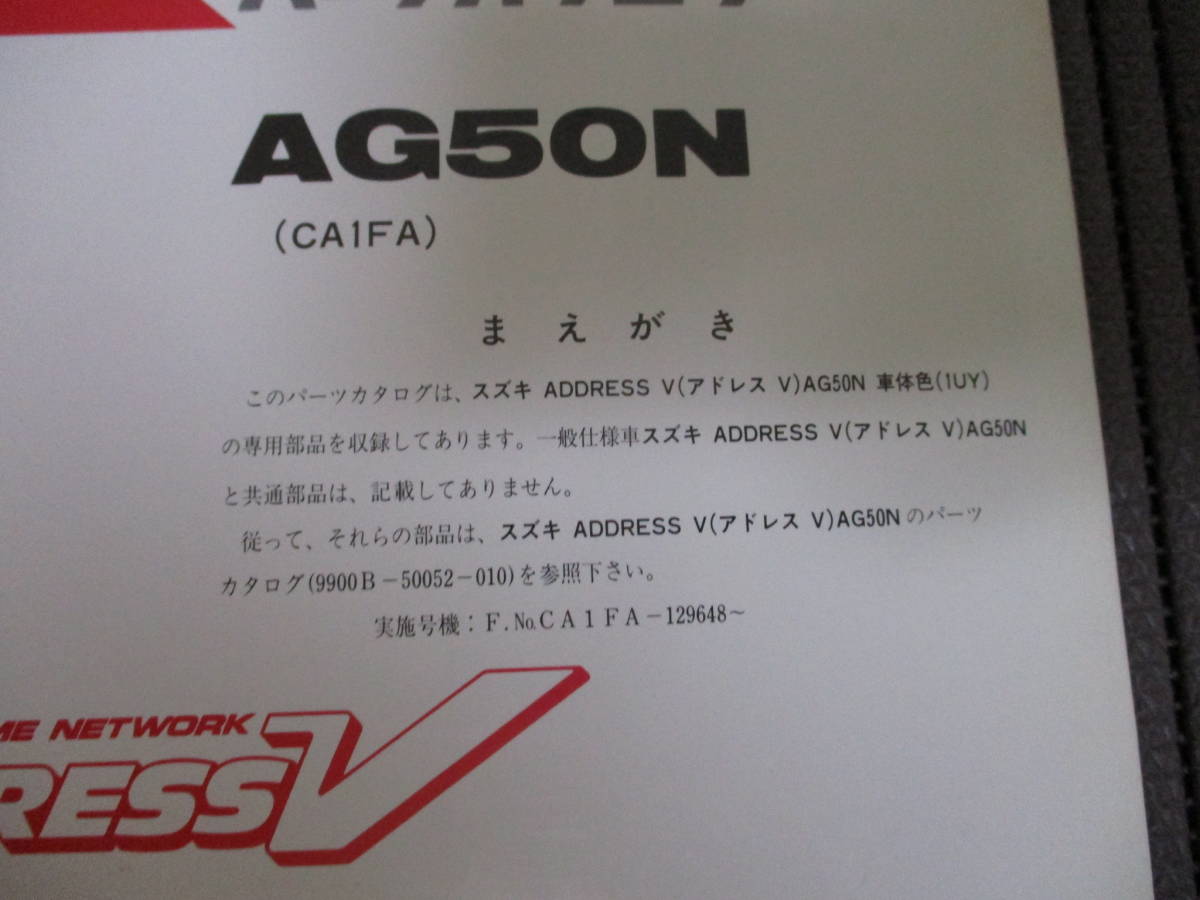 AG50N
(CA1FA)
まえがき
このパーツカタログは、スズキ ADDRESS V(アドレス V)AG50N 車体色(1UY)
の専用部品を収録してあります。一般仕様車スズキ ADDRESS V(アドレス V)AG50N
と共通部品は、記載してありません。
従って、それらの部品は、スズキ ADDRESS V(アドレス V)AG50Nのパーツ
カタログ(9900B-50052-010)を参照下さい。
実施号機：F.No.CA1FA-129648～
ME NETWORK
RESS V